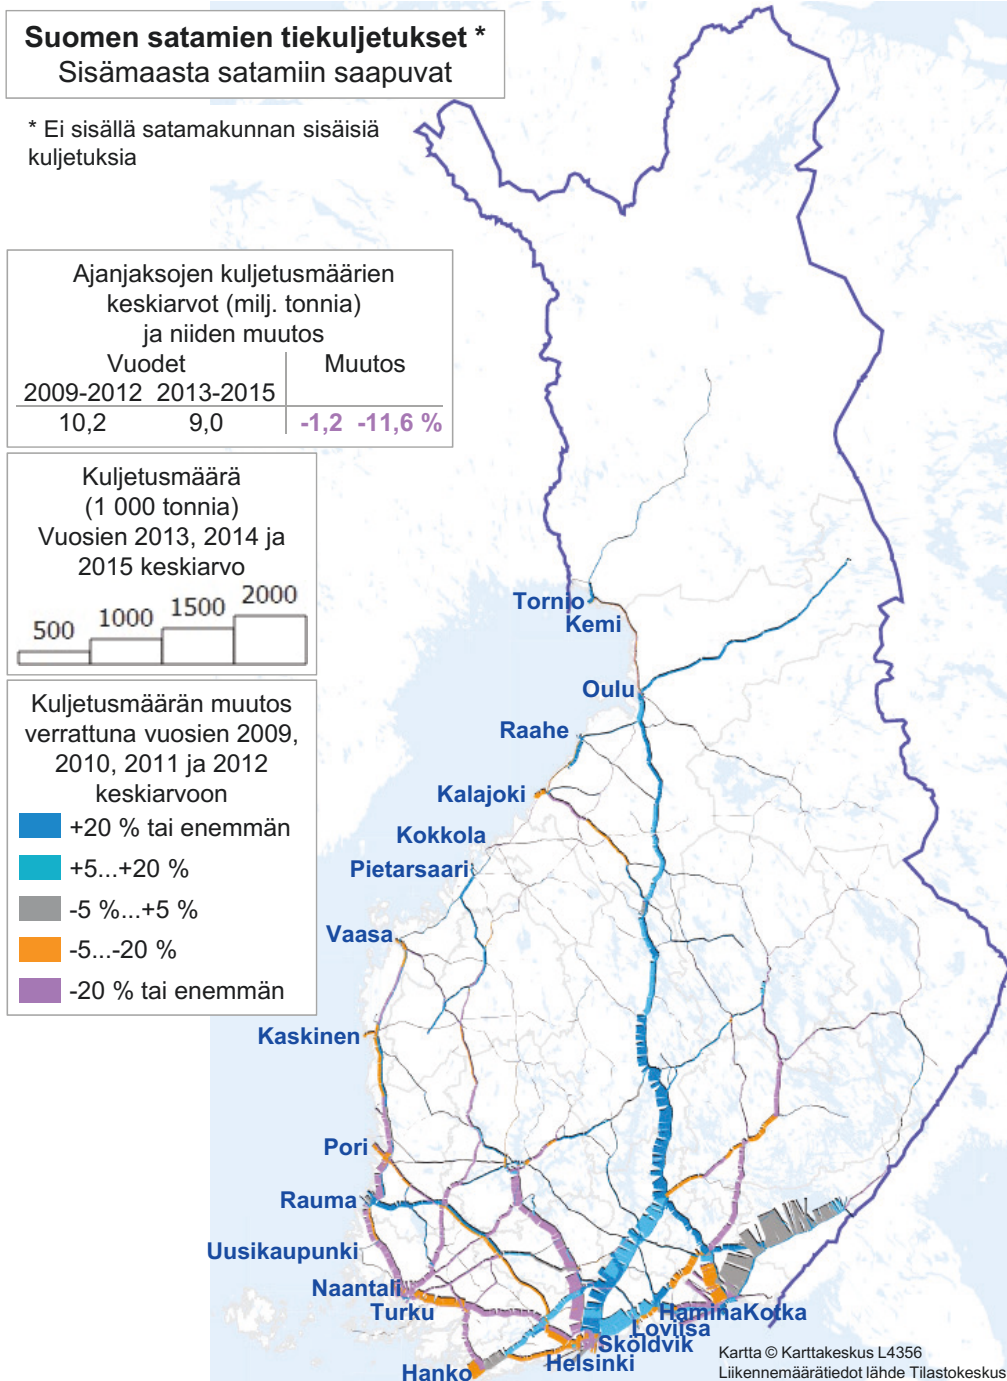 Suomen satamien tiekuljetukset *
Sisämaasta satamiin saapuvat
* Ei sisällä satamakunnan sisäisiä
kuljetuksia
Ajanjaksojen kuljetusmäärien
keskiarvot (milj. tonnia)
ja niiden muutos
Vuodet Muutos
2009-2012 2013-2015
10,2 9,0 -1,2 -11,6 %
Kuljetusmäärä
(1 000 tonnia)
Vuosien 2013, 2014 ja
2015 keskiarvo
500 1000 1500 2000
Kuljetusmäärän muutos
verrattuna vuosien 2009,
2010, 2011 ja 2012
keskiarvoon
+20 % tai enemmän
+5...+20 %
-5 %...+5 %
-5...-20 %
-20 % tai enemmän
Tornio
Kemi
Oulu
Raahe
Kalajoki
Kokkola
Pietarsaari
Vaasa
Kaskinen
Pori
Rauma
Uusikaupunki
Naantali
Turku
HaminaKotka
Loviisa
Sköldvik
Helsinki
Hanko
Kartta © Karttakeskus L4356
Liikennemäärätiedot lähde Tilastokeskus